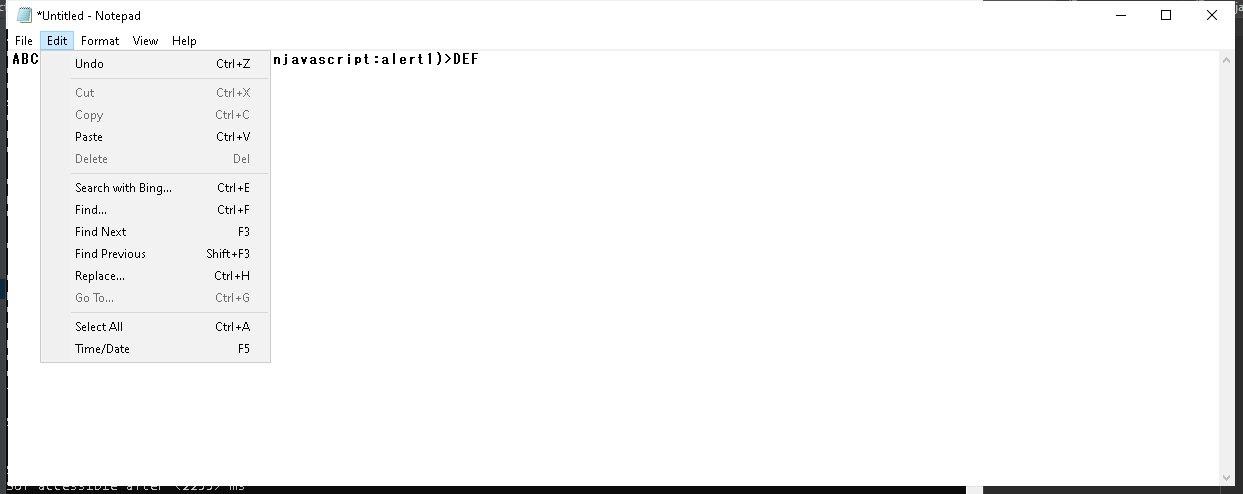 *Untitled - Notepad
File Edit Format View Help
ABC njavascript:alert1)>DEF
Undo Ctrl+Z
Cut Ctrl+X
Copy Ctrl+C
Paste Ctrl+V
Delete Del
Search with Bing... Ctrl+E
Find... Ctrl+F
Find Next F3
Find Previous Shift+F3
Replace... Ctrl+H
Go To... Ctrl+G
Select All Ctrl+A
Time/Date F5
accessible after <2255> ms